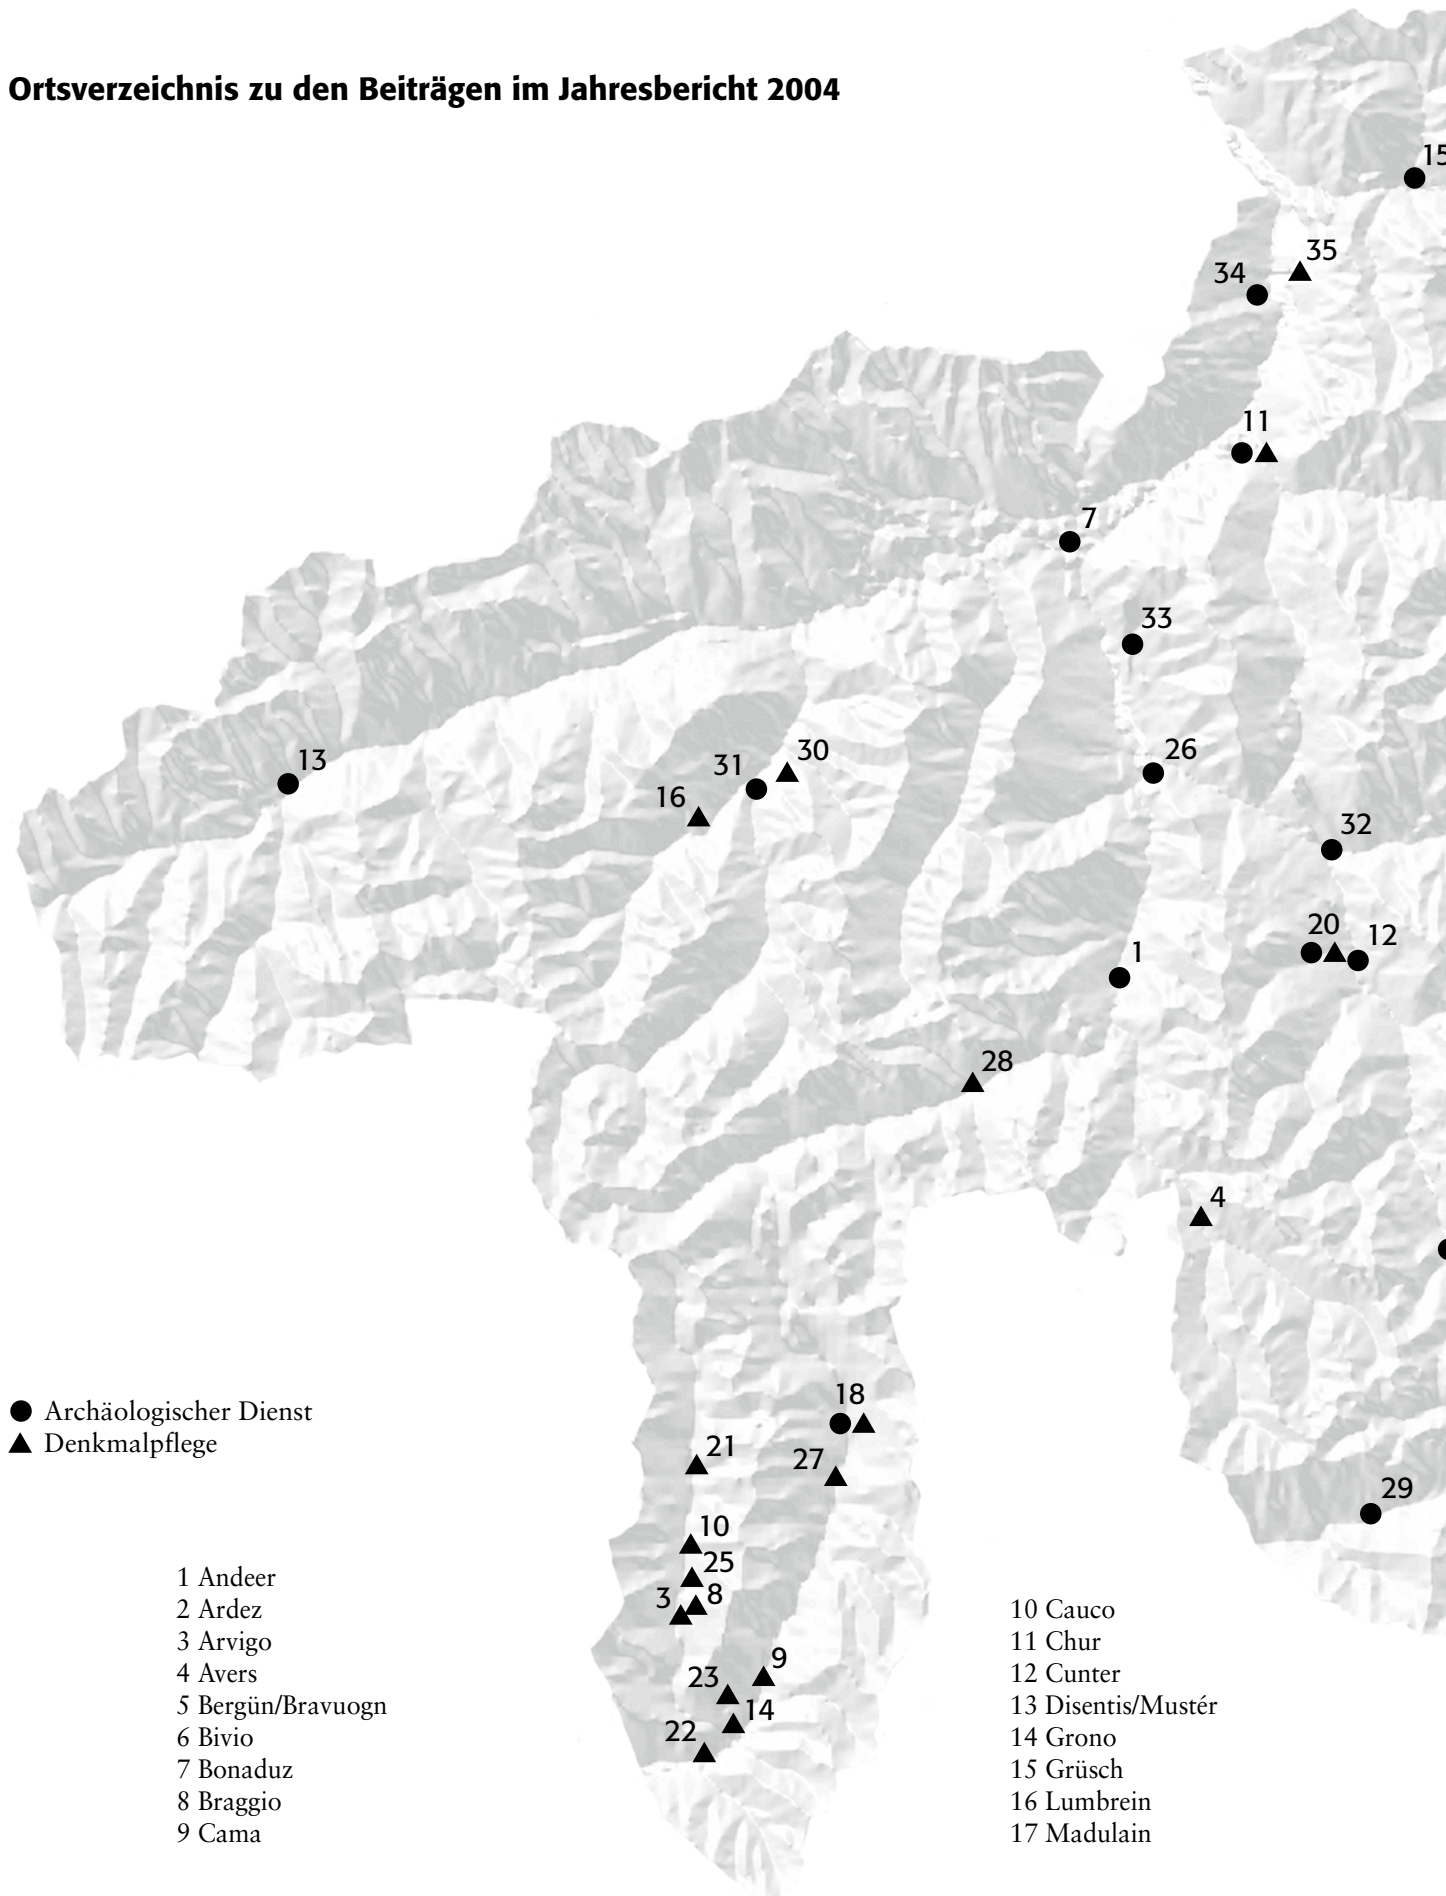 Ortsverzeichnis zu den Beiträgen im Jahresbericht 2004
15
35
34
11
7
33
13
30
31
26
16
32
20
12
1
28
4
18
Archäologischer Dienst
Denkmalpflege
21
27
29
10
25
3
8
9
23
14
22
1 Andeer
2 Ardez
3 Arvigo
4 Avers
5 Bergün/Bravuogn
6 Bivio
7 Bonaduz
8 Braggio
9 Cama
10 Cauco
11 Chur
12 Cunter
13 Disentis/Mustér
14 Grono
15 Grüsch
16 Lumbrein
17 Madulain